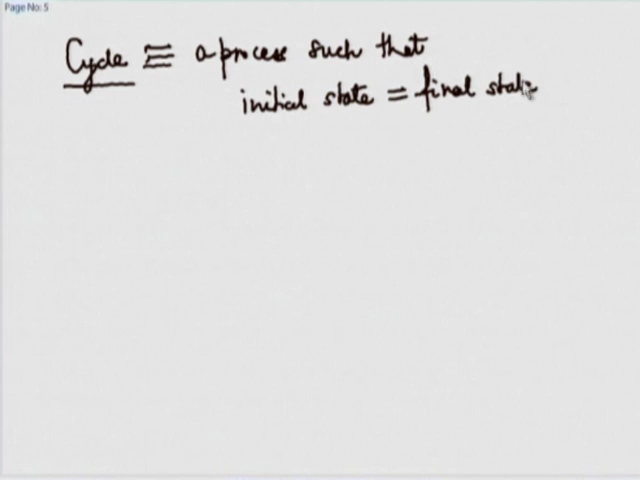 Page No: 5
Cycle ≡ a process such that
initial state = final state